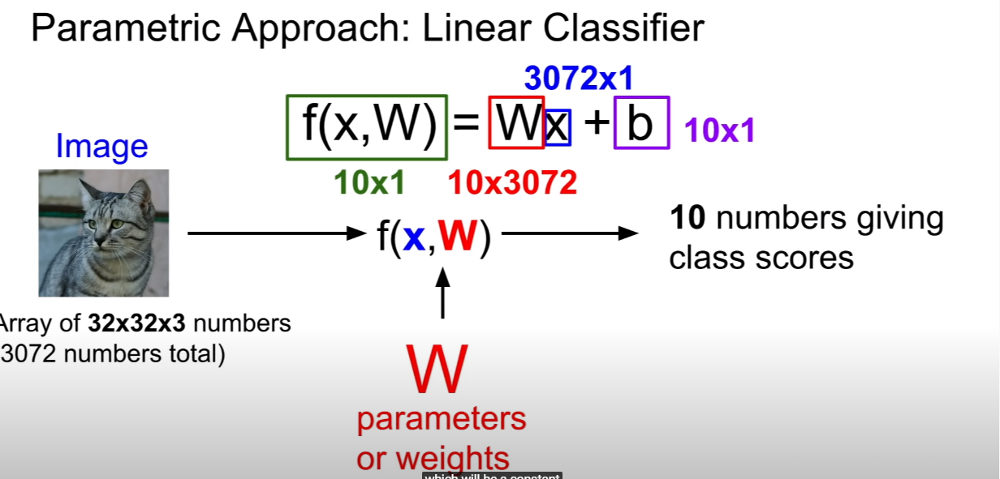 Parametric Approach: Linear Classifier
3072x1
f(x,W) = Wx + b 10x1
10x1 10x3072
Image
f(x,W)
10 numbers giving
class scores
Array of 32x32x3 numbers
3072 numbers total)
W
parameters
or weights
which will be a constant